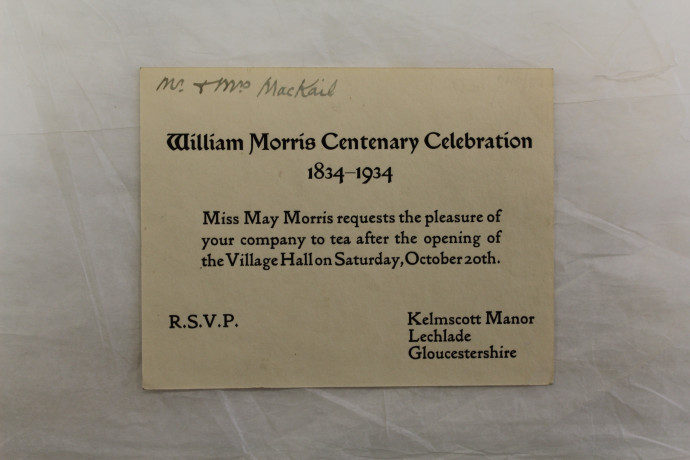 Mr. & Mrs MacKail
William Morris Centenary Celebration
1834–1934
Miss May Morris requests the pleasure of
your company to tea after the opening of
the Village Hall on Saturday, October 20th.
R.S.V.P.
Kelmscott Manor
Lechlade
Gloucestershire